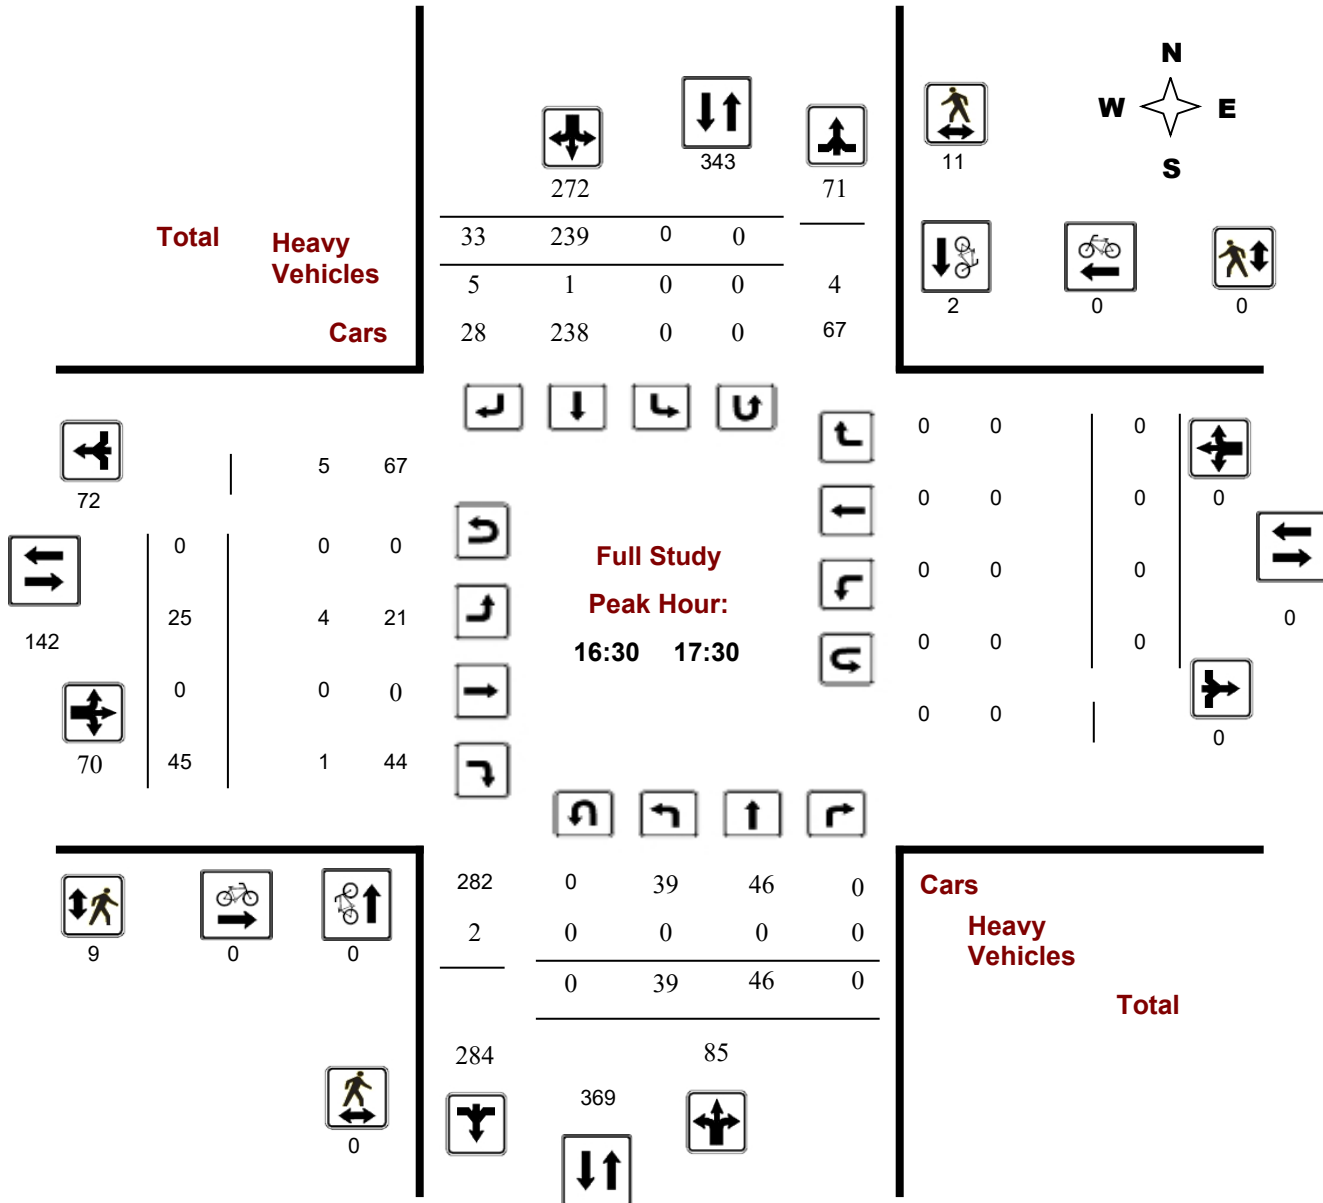 N
W E
S
343
272 71 11
Total Heavy
Vehicles
33 239 0 0
5 1 0 0 4
2 0 0
Cars 28 238 0 0 67
0 0 0
5 67
72
0 0 0 0
0 0 0
Full Study
0 0 0
Peak Hour:
25 4 21
0
142
16:30 17:30
0 0 0
0 0 0
0 0
0
70 45 1 44
282 0 39 46 0 Cars
2 0 0 0 0 Heavy
Vehicles
9 0 0
0 39 46 0
Total
284 85
369
0